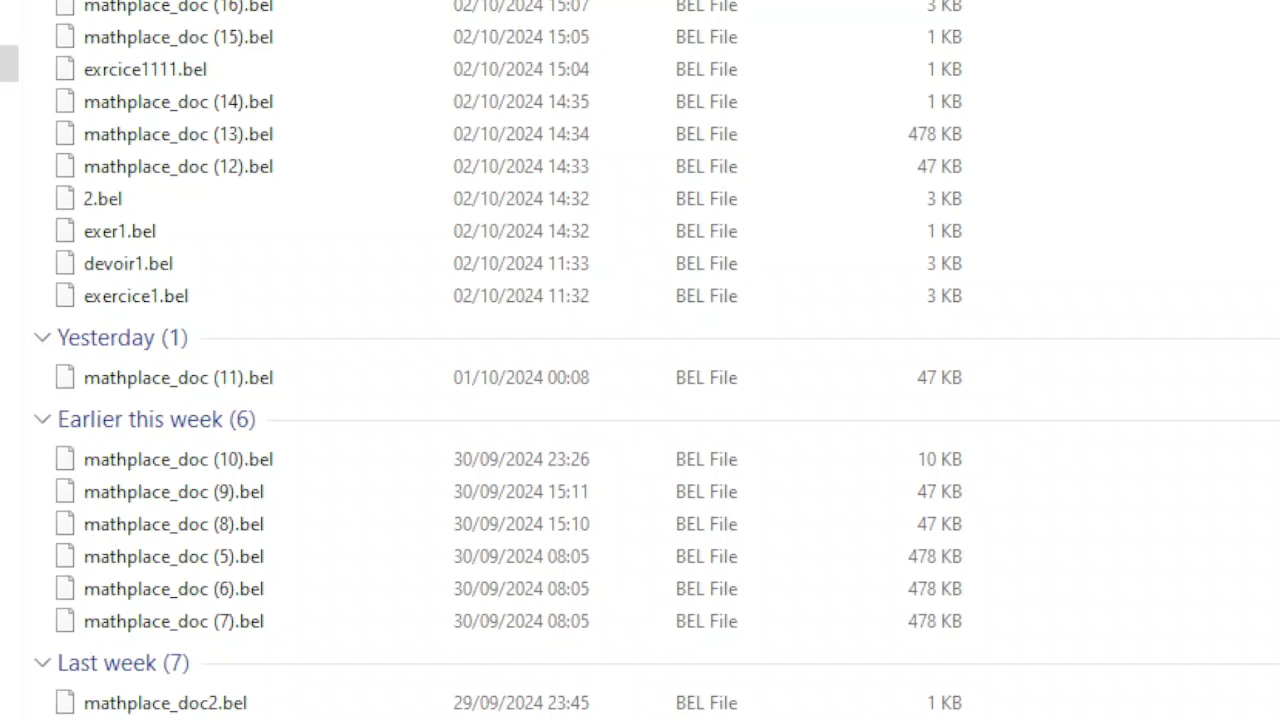 mathplace_doc (16).bel 02/10/2024 15:07 BEL File 3 KB
mathplace_doc (15).bel 02/10/2024 15:05 BEL File 1 KB
exrcice1111.bel 02/10/2024 15:04 BEL File 1 KB
mathplace_doc (14).bel 02/10/2024 14:35 BEL File 1 KB
mathplace_doc (13).bel 02/10/2024 14:34 BEL File 478 KB
mathplace_doc (12).bel 02/10/2024 14:33 BEL File 47 KB
2.bel 02/10/2024 14:32 BEL File 3 KB
exer1.bel 02/10/2024 14:32 BEL File 1 KB
devoir1.bel 02/10/2024 11:33 BEL File 3 KB
exercice1.bel 02/10/2024 11:32 BEL File 3 KB
Yesterday (1)
mathplace_doc (11).bel 01/10/2024 00:08 BEL File 47 KB
Earlier this week (6)
mathplace_doc (10).bel 30/09/2024 23:26 BEL File 10 KB
mathplace_doc (9).bel 30/09/2024 15:11 BEL File 47 KB
mathplace_doc (8).bel 30/09/2024 15:10 BEL File 47 KB
mathplace_doc (5).bel 30/09/2024 08:05 BEL File 478 KB
mathplace_doc (6).bel 30/09/2024 08:05 BEL File 478 KB
mathplace_doc (7).bel 30/09/2024 08:05 BEL File 478 KB
Last week (7)
mathplace_doc2.bel 29/09/2024 23:45 BEL File 1 KB